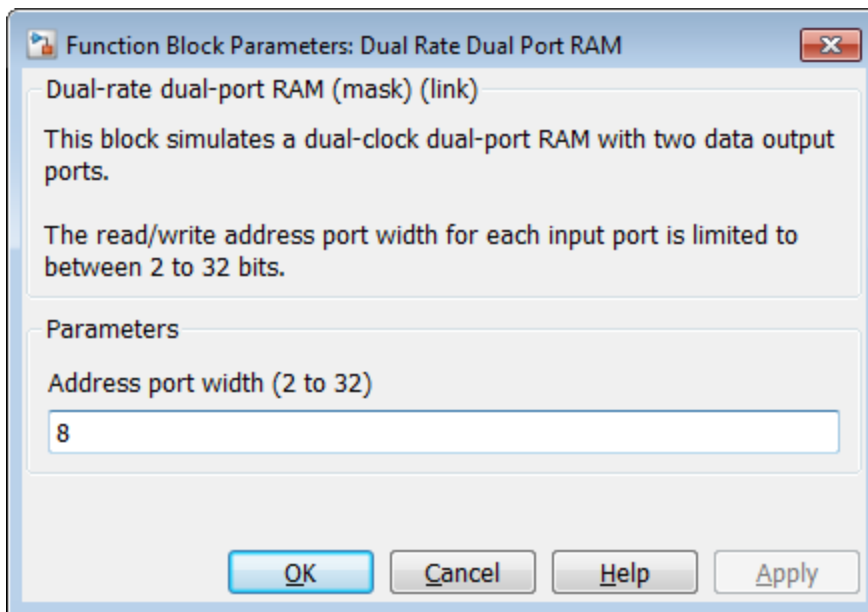 Function Block Parameters: Dual Rate Dual Port RAM
Dual-rate dual-port RAM (mask) (link)
This block simulates a dual-clock dual-port RAM with two data output
ports.
The read/write address port width for each input port is limited to
between 2 to 32 bits.
Parameters
Address port width (2 to 32)
8
OK Cancel Help Apply